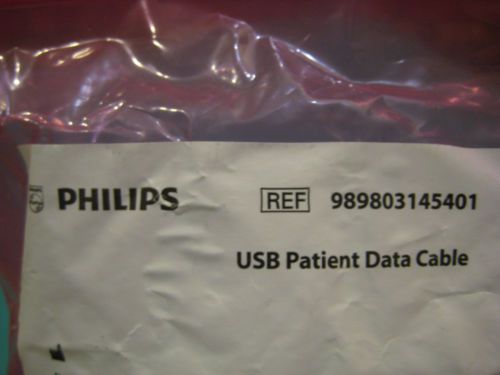 PHILIPS REF 989803145401
USB Patient Data Cable